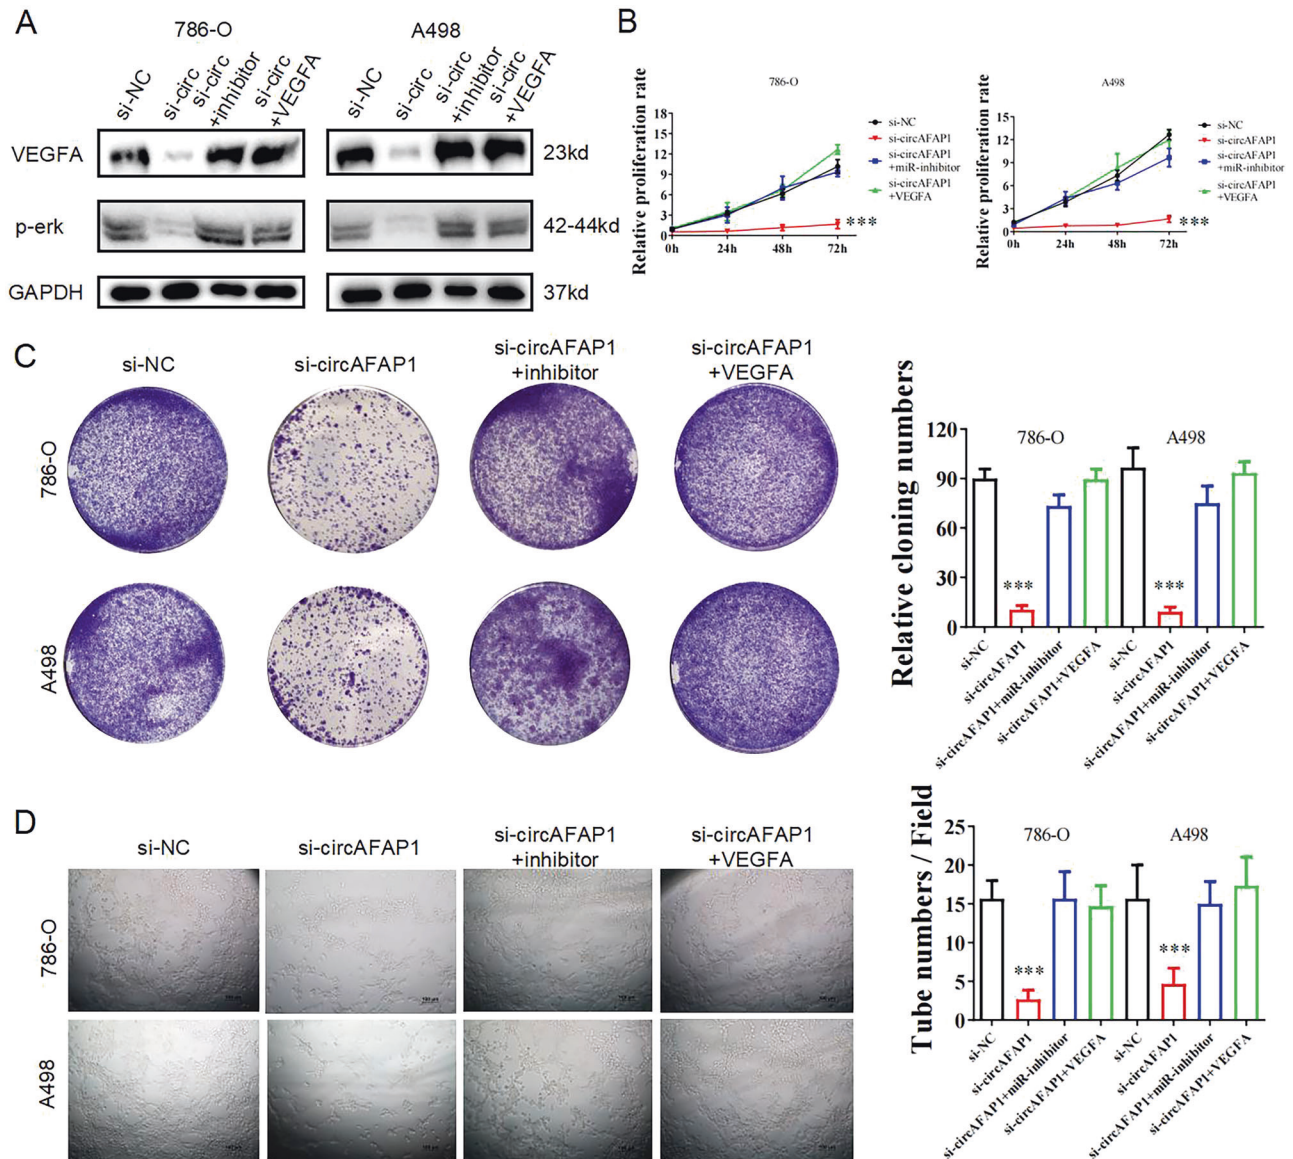 A
786-O
A498
si-NC
si-circ
si-circ
+inhibitor
si-circ
+VEGFA
si-NC
si-circ
si-circ
+inhibitor
si-circ
+VEGFA
VEGFA
23kd
p-erk
42-44kd
GAPDH
37kd
B
786-O
Relative proliferation rate
18
15
12
9
6
3
0
0h
24h
48h
72h
***
si-NC
si-circAFAP1
si-circAFAP1
+miR-inhibitor
si-circAFAP1
+VEGFA
A498
Relative proliferation rate
15
12
9
6
3
0
0h
24h
48h
72h
***
si-NC
si-circAFAP1
si-circAFAP1
+miR-inhibitor
si-circAFAP1
+VEGFA
C
si-NC
si-circAFAP1
si-circAFAP1
+inhibitor
si-circAFAP1
+VEGFA
786-O
A498
Relative cloning numbers
120
90
60
30
0
786-O
A498
***
***
si-NC
si-circAFAP1
si-circAFAP1+miR-inhibitor
si-circAFAP1+VEGFA
si-NC
si-circAFAP1
si-circAFAP1+miR-inhibitor
si-circAFAP1+VEGFA
D
si-NC
si-circAFAP1
si-circAFAP1
+inhibitor
si-circAFAP1
+VEGFA
786-O
A498
Tube numbers / Field
25
20
15
10
5
0
786-O
A498
***
***
si-NC
si-circAFAP1
si-circAFAP1+miR-inhibitor
si-circAFAP1+VEGFA
si-NC
si-circAFAP1
si-circAFAP1+miR-inhibitor
si-circAFAP1+VEGFA